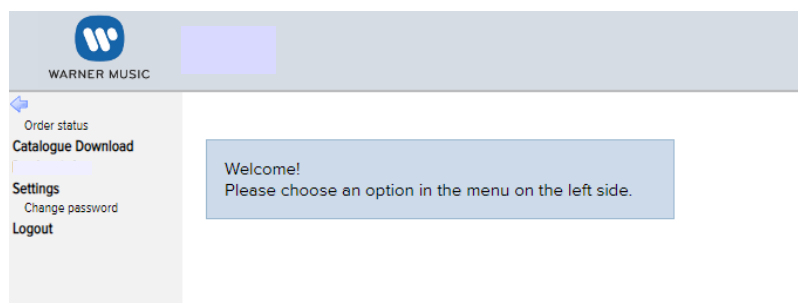 WARNER MUSIC
Order status
Catalogue Download
Settings
Change password
Logout
Welcome!
Please choose an option in the menu on the left side.